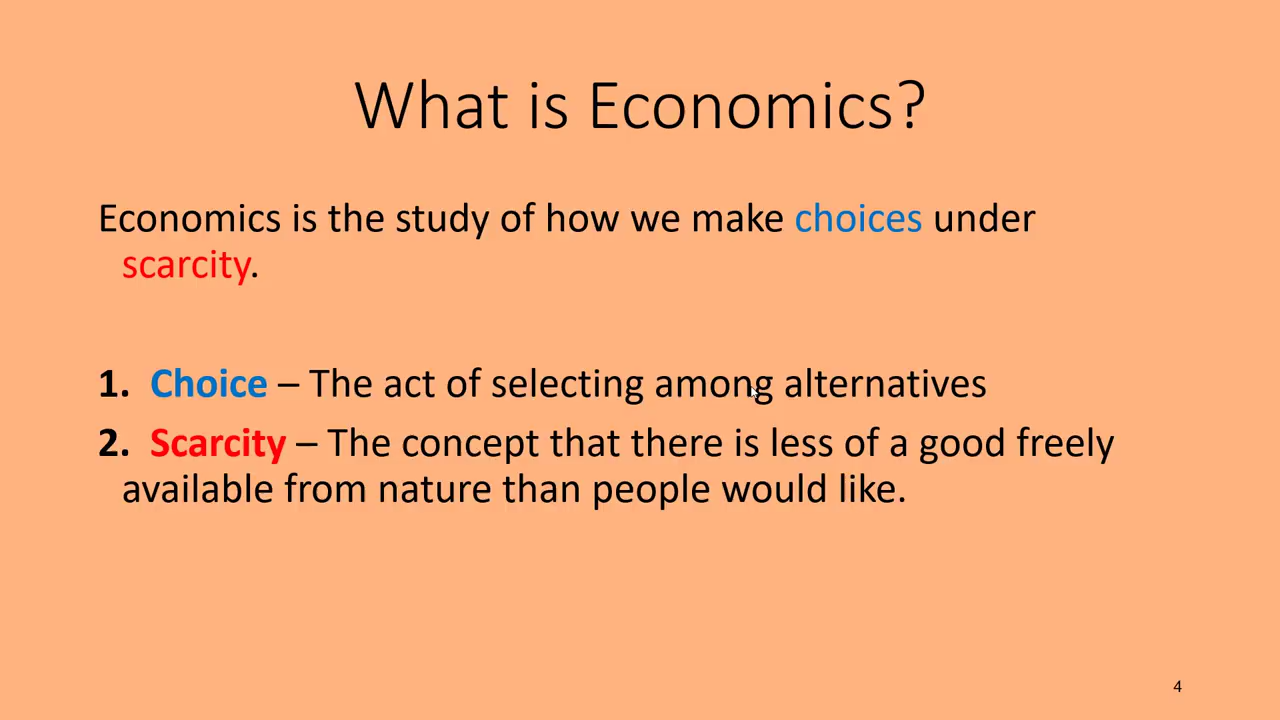 What is Economics?
Economics is the study of how we make choices under
scarcity.
1. Choice – The act of selecting among alternatives
2. Scarcity – The concept that there is less of a good freely
available from nature than people would like.
4